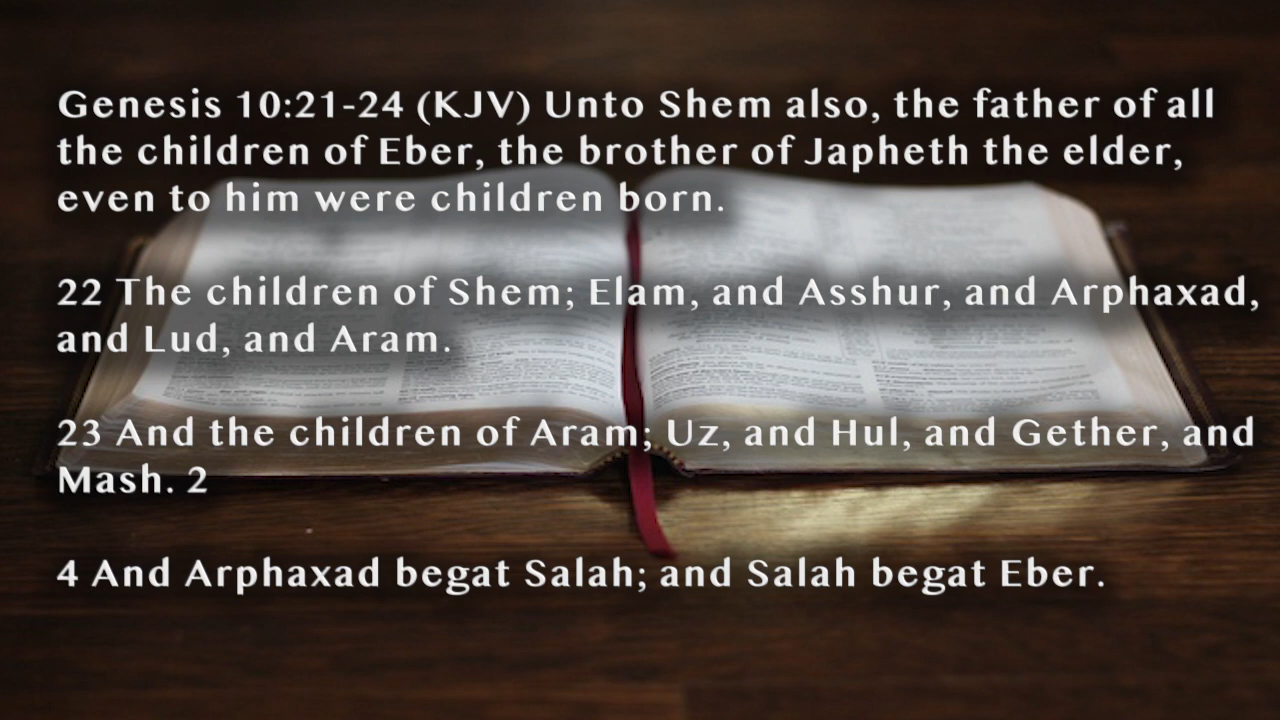 Genesis 10:21-24 (KJV) Unto Shem also, the father of all
the children of Eber, the brother of Japheth the elder,
even to him were children born.
22 The children of Shem; Elam, and Asshur, and Arphaxad,
and Lud, and Aram.
23 And the children of Aram; Uz, and Hul, and Gether, and
Mash. 2
4 And Arphaxad begat Salah; and Salah begat Eber.